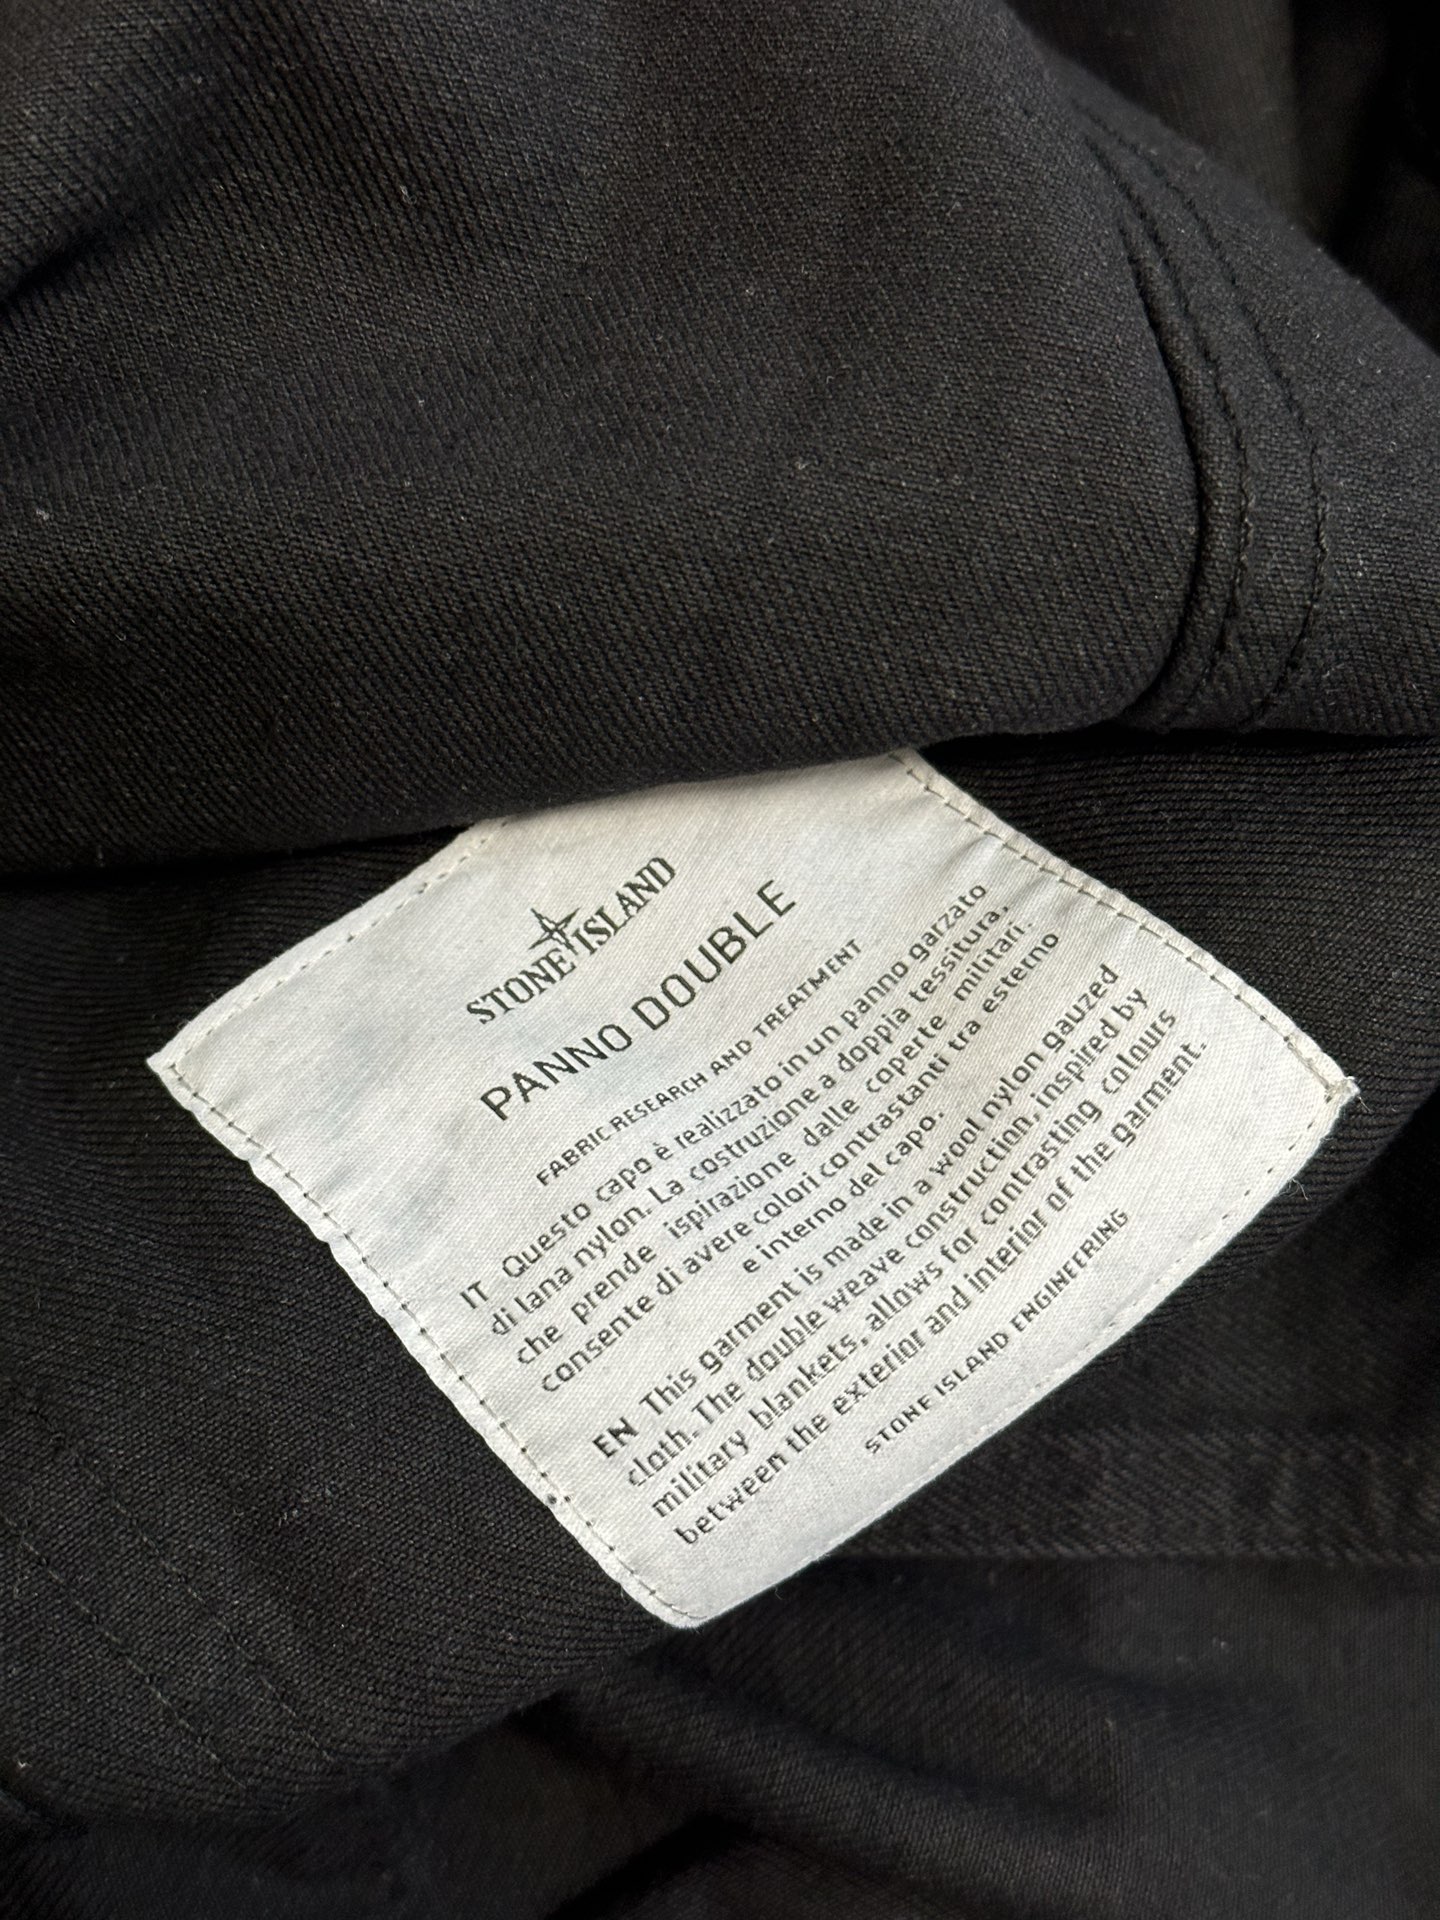 STONE ISLAND
PANNO DOUBLE
FABRIC RESEARCH AND TREATMENT
IT Questo capo è realizzato in un panno garzato
di lana nylon. La costruzione a doppia tessitura,
che prende ispirazione dalle coperte militari.
consente di avere colori contrastanti tra esterno
e interno del capo.
EN This garment is made in a wool nylon gauzed
cloth. The double weave construction, inspired by
military blankets, allows for contrasting colours
between the exterior and interior of the garment.
STONE ISLAND ENGINEERING